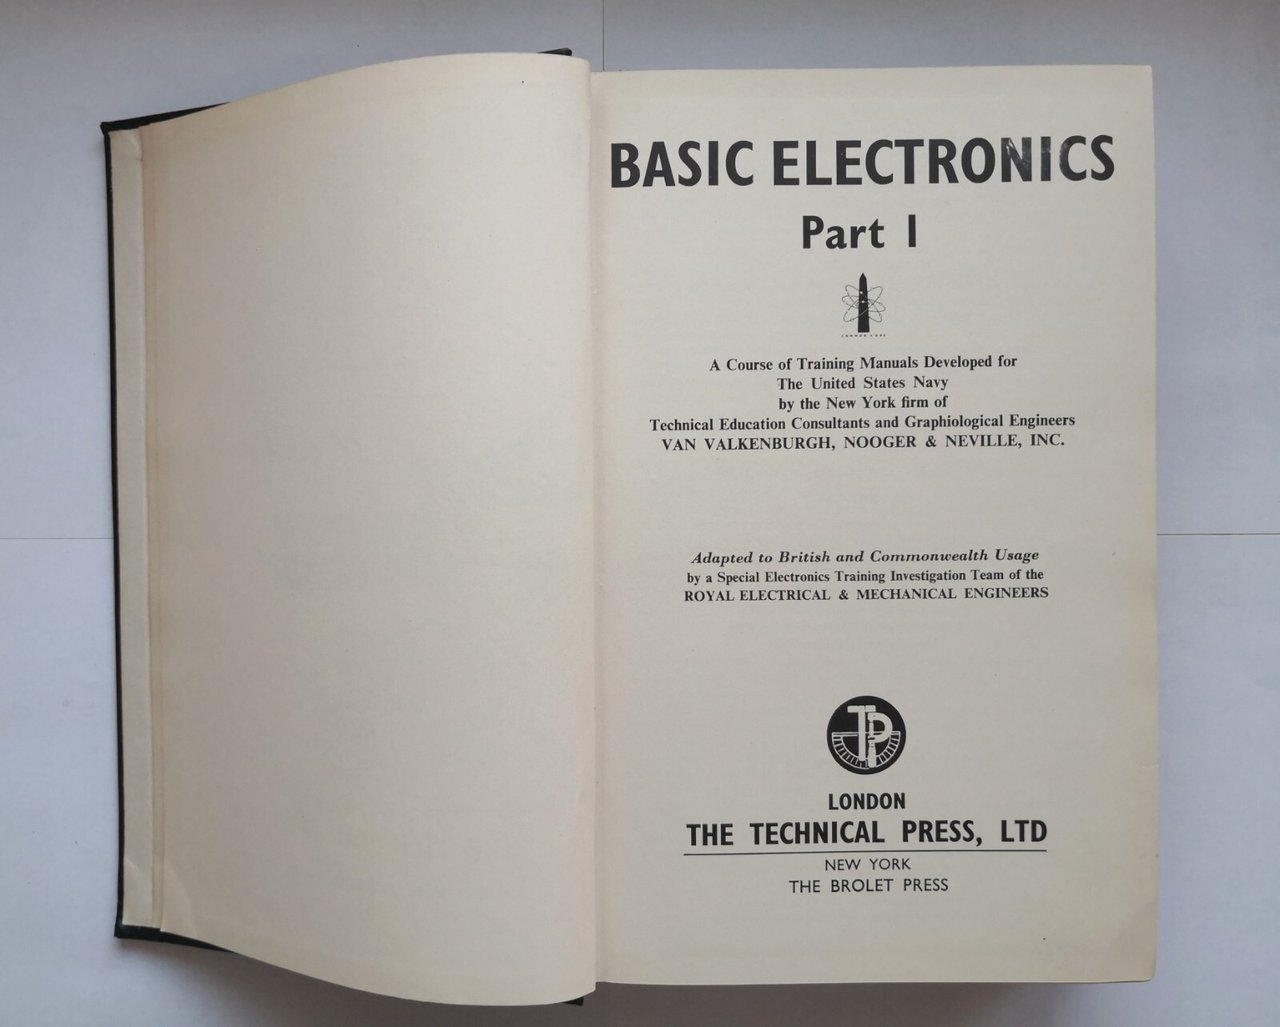 BASIC ELECTRONICS
Part 1
COMMON CORE
A Course of Training Manuals Developed for
The United States Navy
by the New York firm of
Technical Education Consultants and Graphiological Engineers
VAN VALKENBURGH, NOOGER & NEVILLE, INC.
Adapted to British and Commonwealth Usage
by a Special Electronics Training Investigation Team of the
ROYAL ELECTRICAL & MECHANICAL ENGINEERS
TP
LONDON
THE TECHNICAL PRESS, LTD
NEW YORK
THE BROLET PRESS